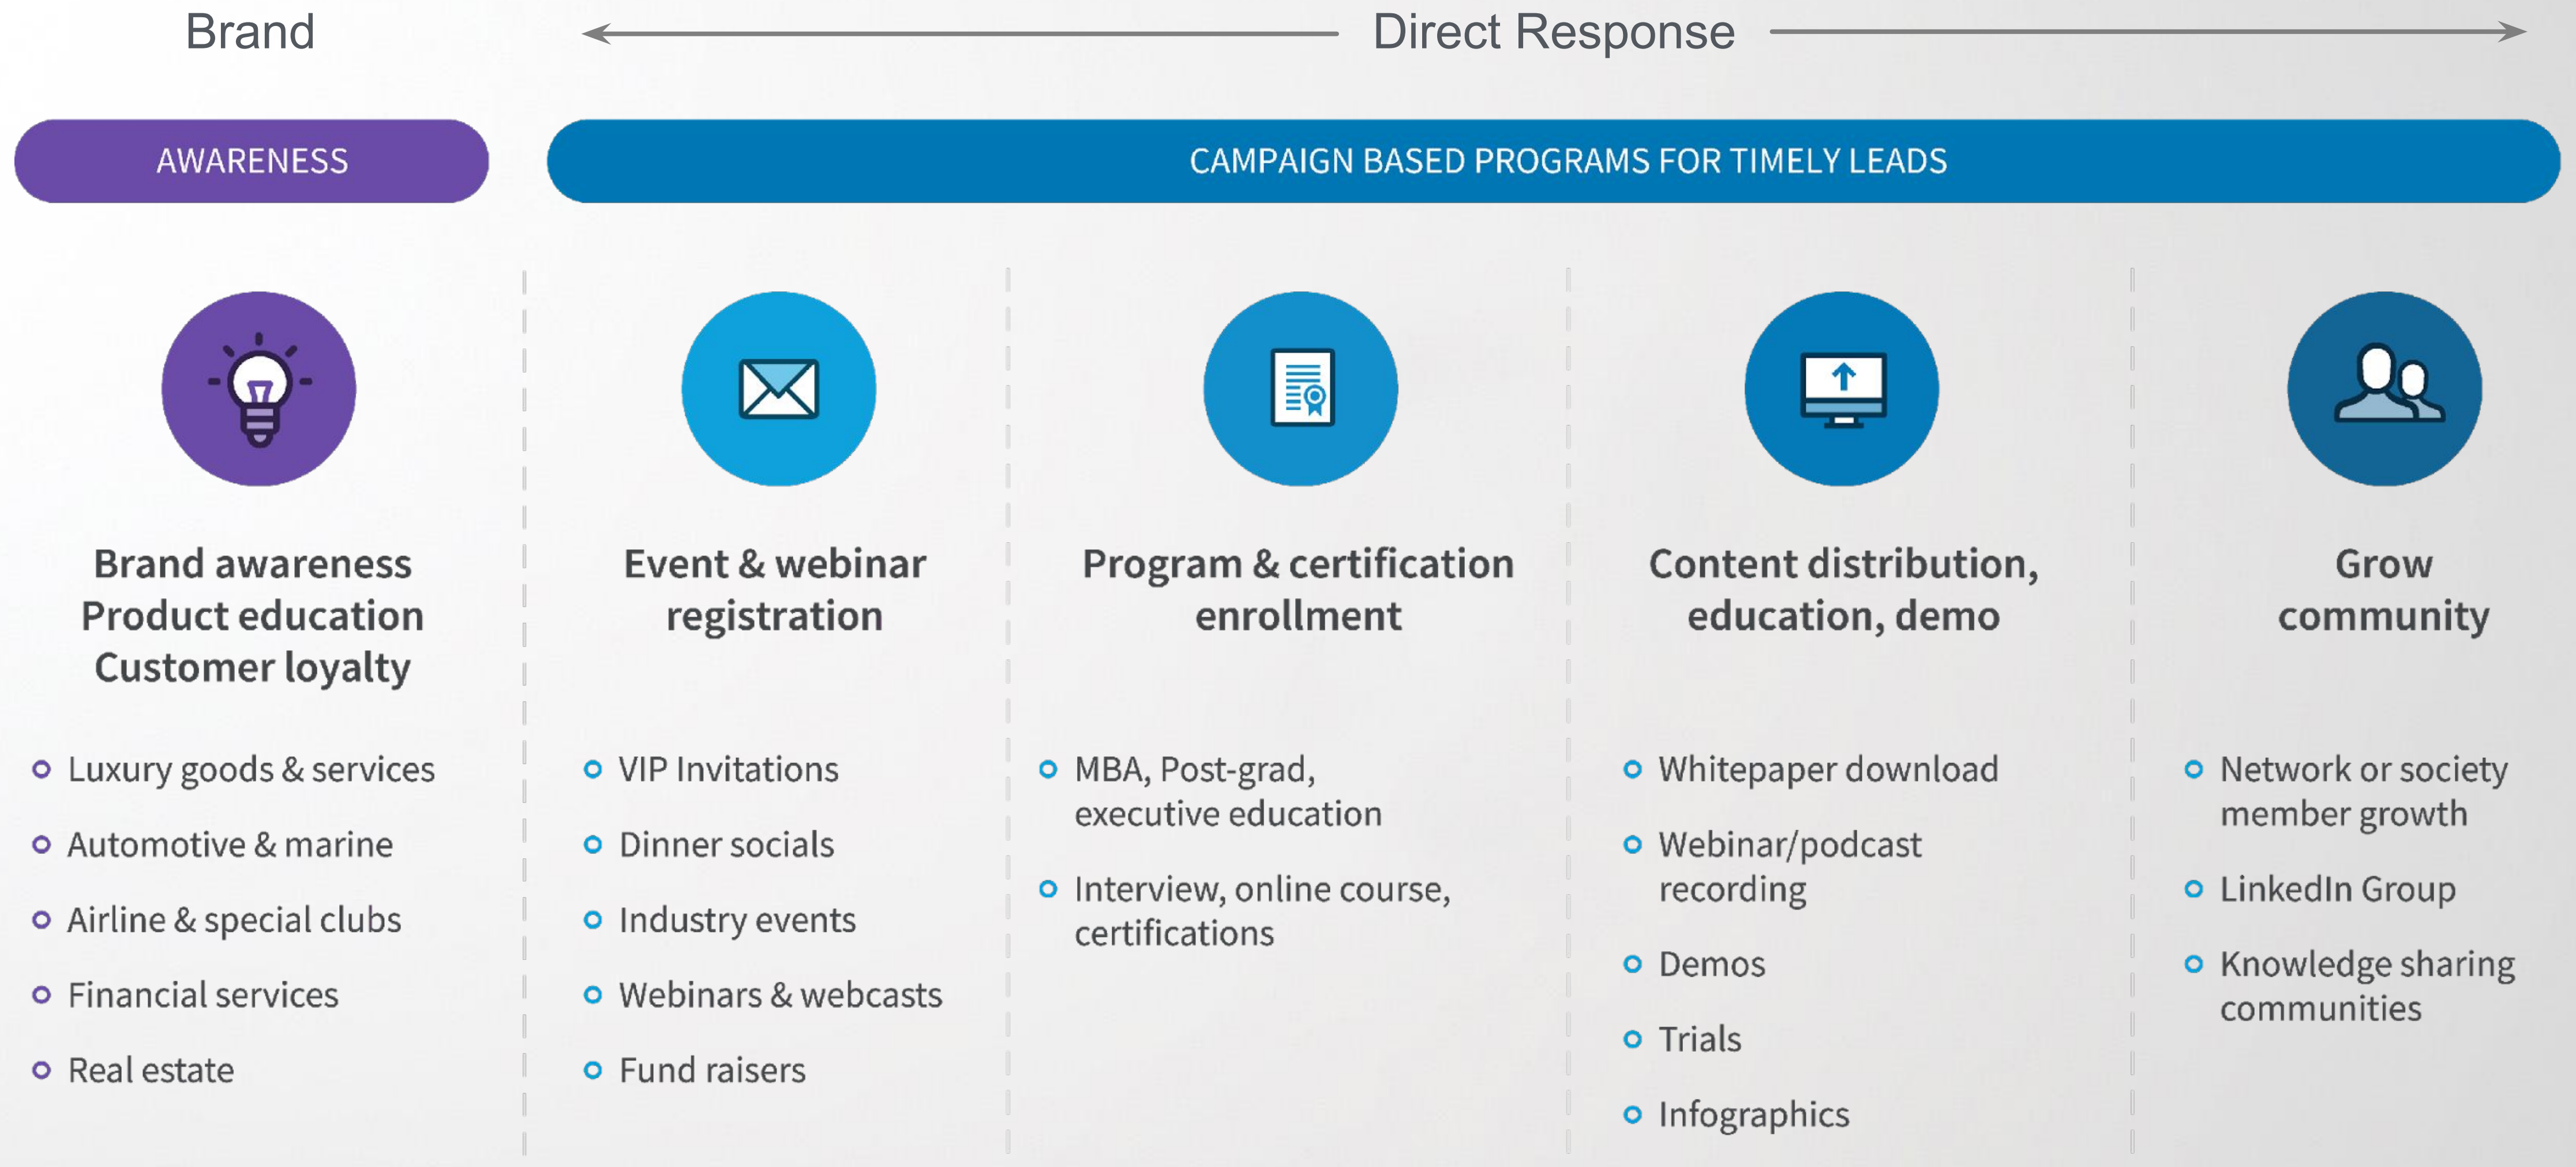 Brand
Direct Response
AWARENESS
CAMPAIGN BASED PROGRAMS FOR TIMELY LEADS
Brand awareness
Product education
Customer loyalty
Luxury goods & services
Automotive & marine
Airline & special clubs
Financial services
Real estate
Event & webinar
registration
VIP Invitations
Dinner socials
Industry events
Webinars & webcasts
Fund raisers
Program & certification
enrollment
MBA, Post-grad,
executive education
Interview, online course,
certifications
Content distribution,
education, demo
Whitepaper download
Webinar/podcast
recording
Demos
Trials
Infographics
Grow
community
Network or society
member growth
LinkedIn Group
Knowledge sharing
communities